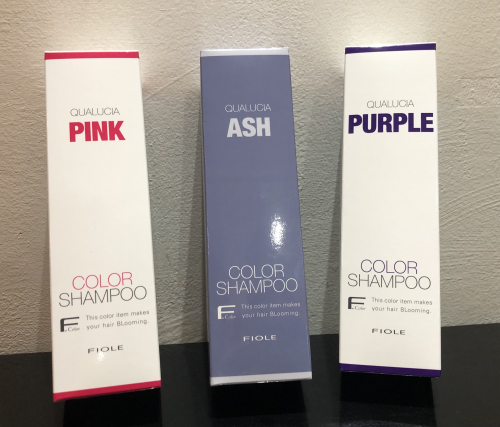 QUALUCIA
PINK
COLOR
SHAMPOO
F
This color item makes
your hair BLooming.
FIOLE
QUALUCIA
ASH
COLOR
SHAMPOO
F
This color item makes
your hair BLooming.
FIOLE
QUALUCIA
PURPLE
COLOR
SHAMPOO
F
This color item makes
your hair BLooming.
FIOLE